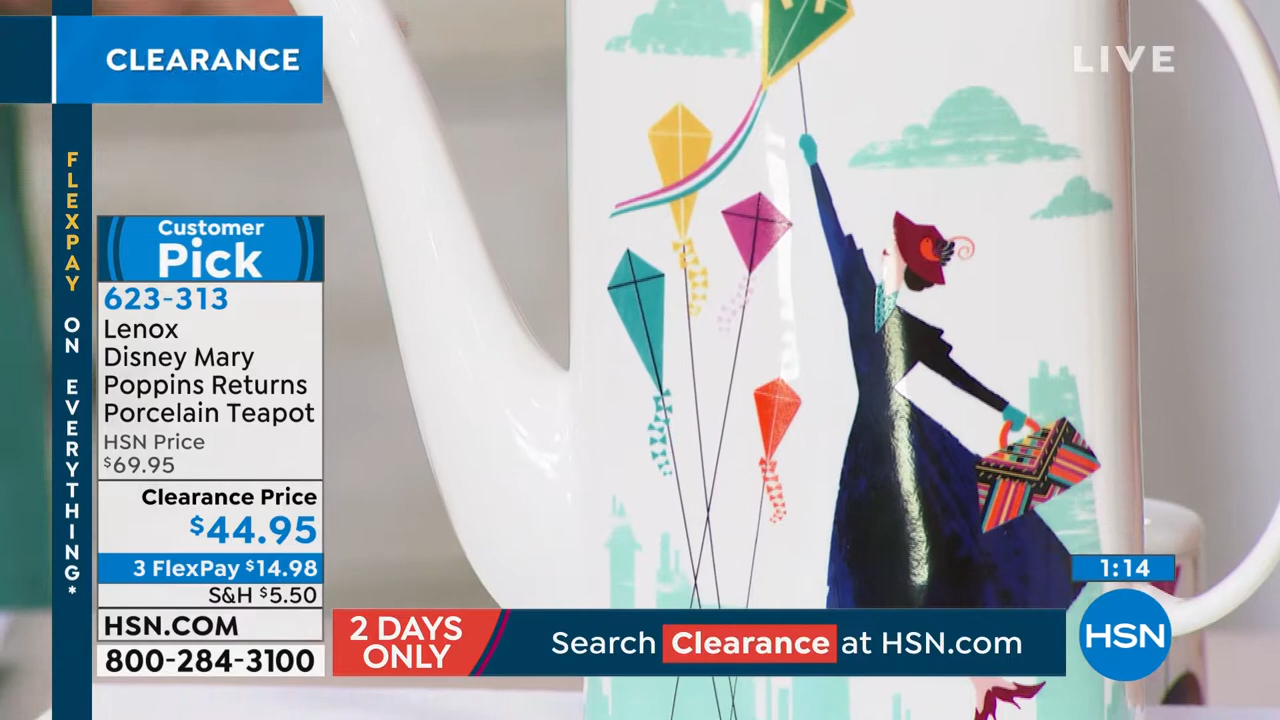 CLEARANCE
LIVE
FLEXPAY ON EVERYTHING*
Customer
Pick
623-313
Lenox
Disney Mary
Poppins Returns
Porcelain Teapot
HSN Price
$69.95
Clearance Price
$44.95
3 FlexPay $14.98
S&H $5.50
HSN.COM
800-284-3100
2 DAYS
ONLY
Search Clearance at HSN.com
1:14
HSN